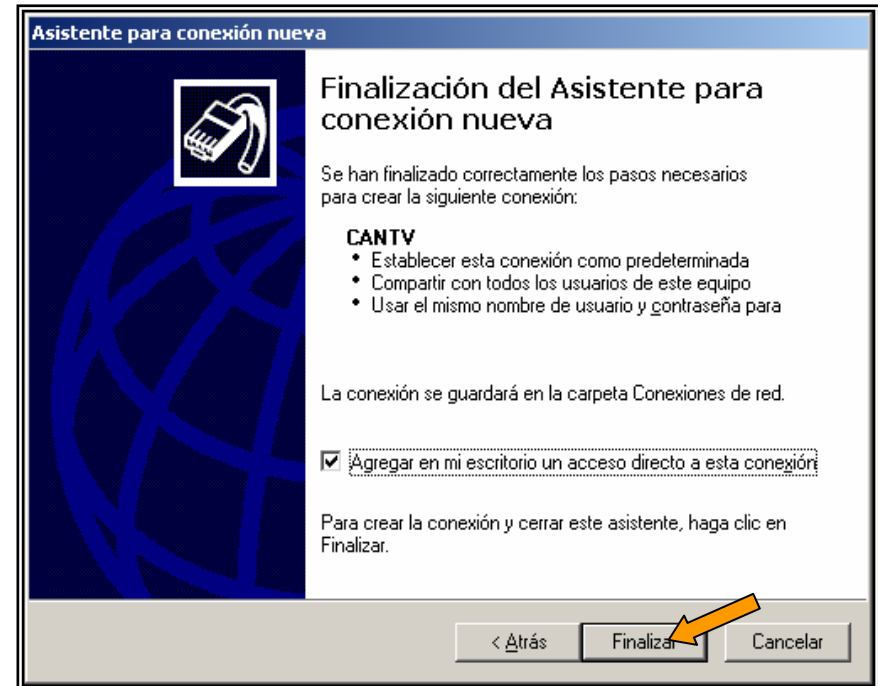 Asistente para conexión nueva
Finalización del Asistente para
conexión nueva
Se han finalizado correctamente los pasos necesarios
para crear la siguiente conexión:
CANTV
• Establecer esta conexión como predeterminada
• Compartir con todos los usuarios de este equipo
• Usar el mismo nombre de usuario y contraseña para
La conexión se guardará en la carpeta Conexiones de red.
Agregar en mi escritorio un acceso directo a esta conexión
Para crear la conexión y cerrar este asistente, haga clic en
Finalizar.
< Atrás Finalizar Cancelar